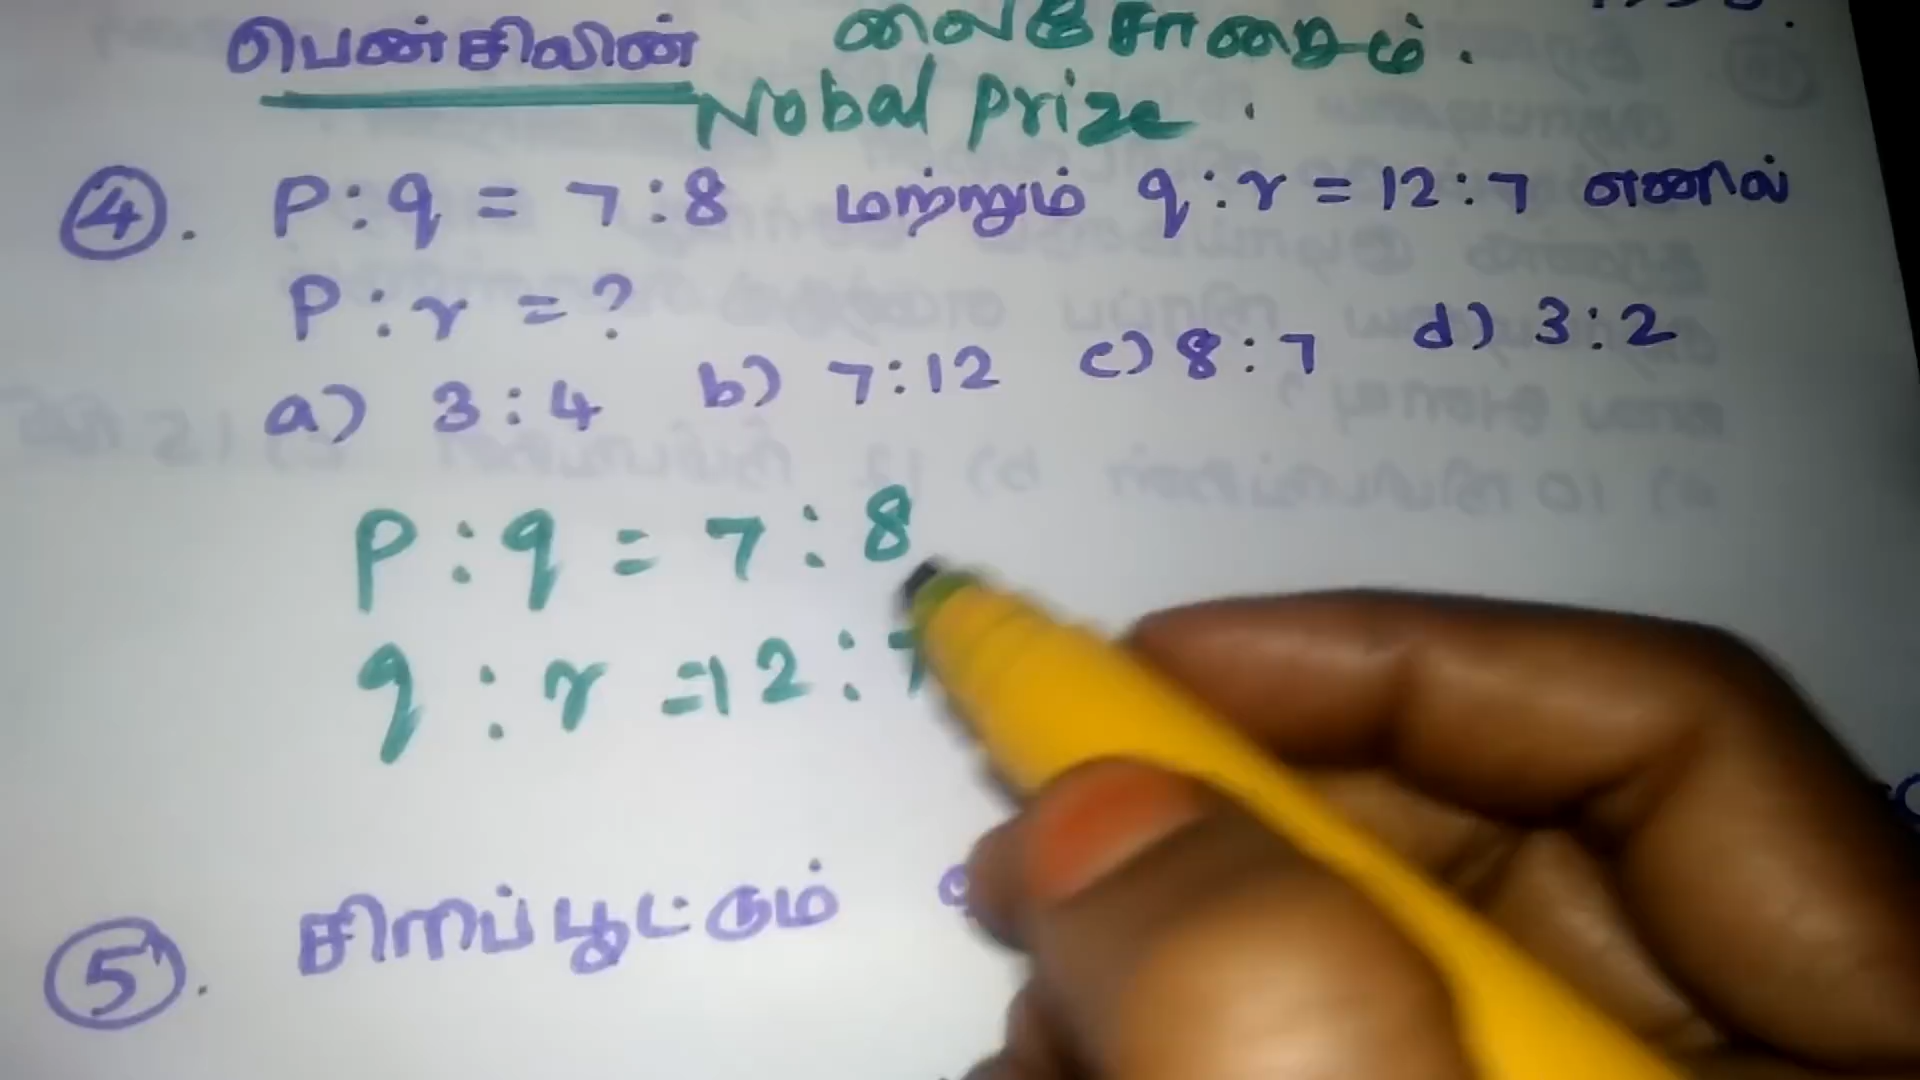 பென்சிலின்
Nobal prize.
4. P : q = 7 : 8 மற்றும் q : r = 12 : 7 எனில்
P : r = ?
a) 3 : 4 b) 7 : 12 c) 8 : 7 d) 3 : 2
P : q = 7 : 8
q : r = 12 : 7
5. சிறப்பூட்டும்